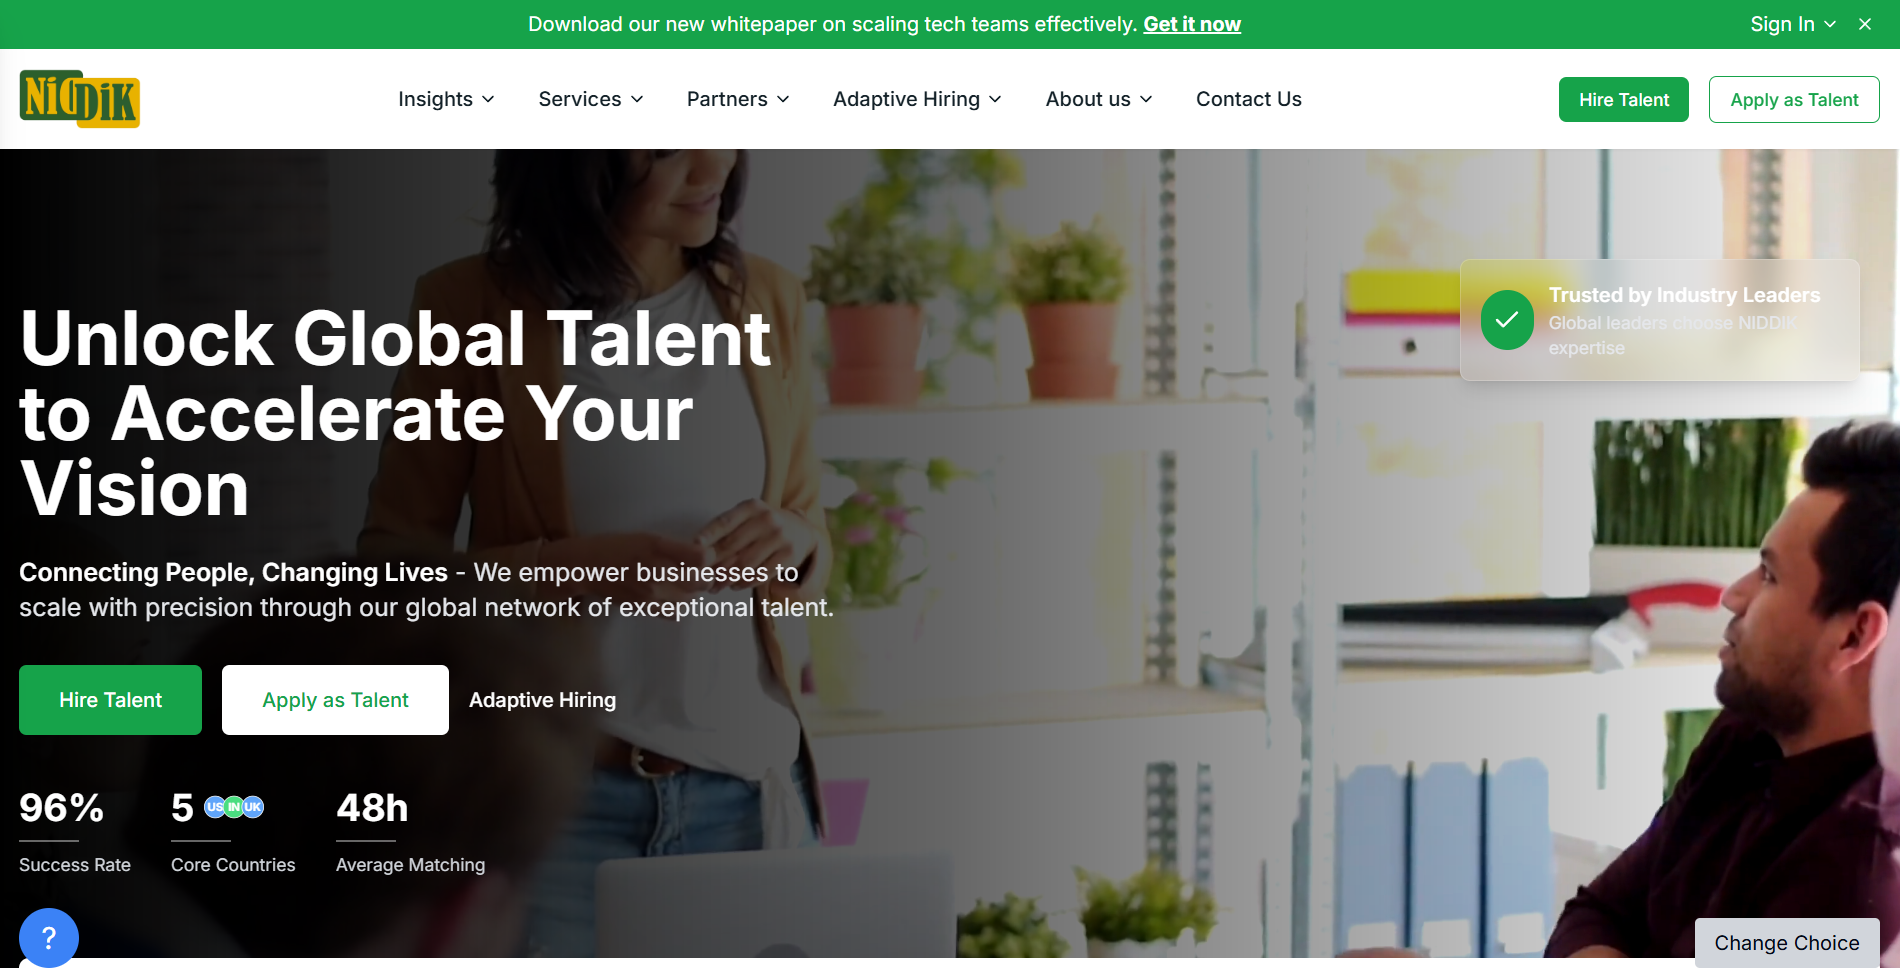 Download our new whitepaper on scaling tech teams effectively. Get it now
Sign In
NiDDiK
Insights
Services
Partners
Adaptive Hiring
About us
Contact Us
Hire Talent
Apply as Talent
Trusted by Industry Leaders
Global leaders choose NIDDIK
expertise
Unlock Global Talent
to Accelerate Your
Vision
Connecting People, Changing Lives - We empower businesses to
scale with precision through our global network of exceptional talent.
Hire Talent
Apply as Talent
Adaptive Hiring
96%
Success Rate
5 US IN UK
Core Countries
48h
Average Matching
?
Change Choice